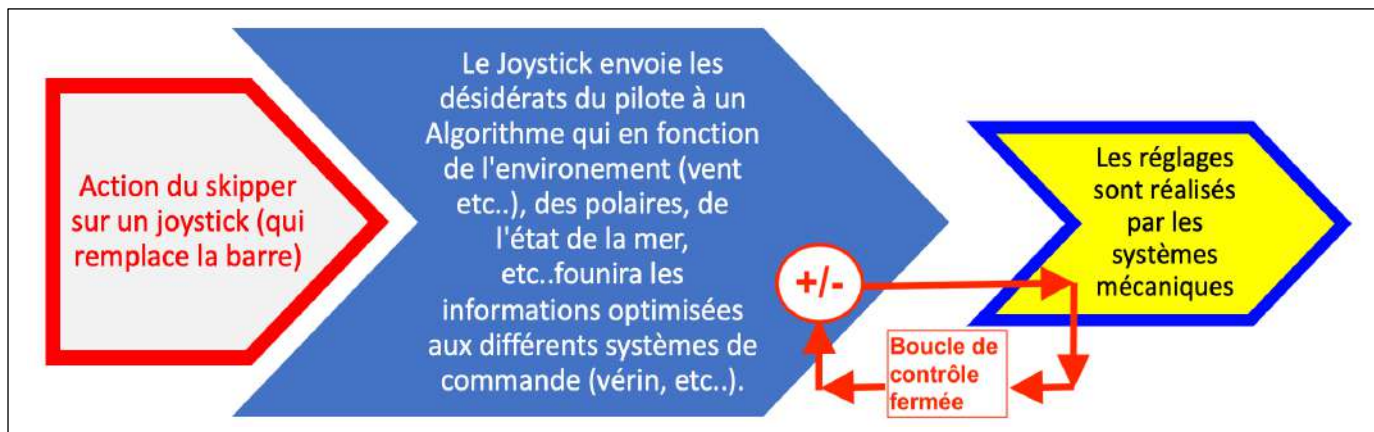 Action du skipper
sur un joystick (qui
remplace la barre)
Le Joystick envoie les
désidérats du pilote à un
Algorithme qui en fonction
de l'environement (vent
etc..), des polaires, de
l'état de la mer,
etc..founira les
informations optimisées
aux différents systèmes de
commande (vérin, etc..).
+/-
Boucle de
contrôle
fermée
Les réglages
sont réalisés
par les
systèmes
mécaniques